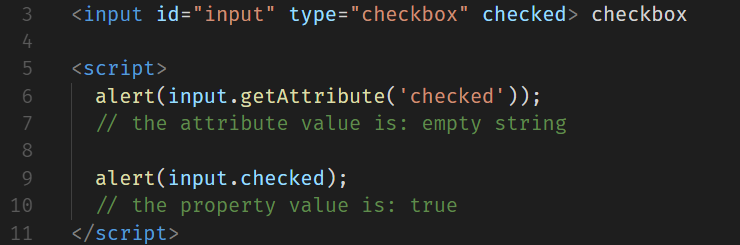 3 <input id="input" type="checkbox" checked> checkbox
4
5 <script>
6 alert(input.getAttribute('checked'));
7 // the attribute value is: empty string
8
9 alert(input.checked);
10 // the property value is: true
11 </script>